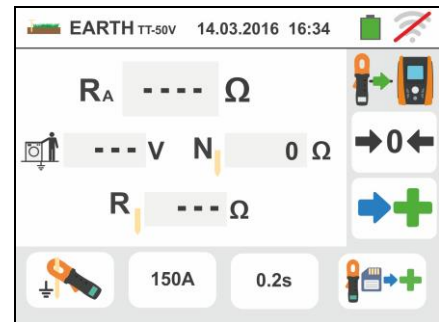 EARTH TT-50V 14.03.2016 16:34
RA ---- Ω
--- V N 0 Ω
→0←
R --- Ω
150A 0.2s